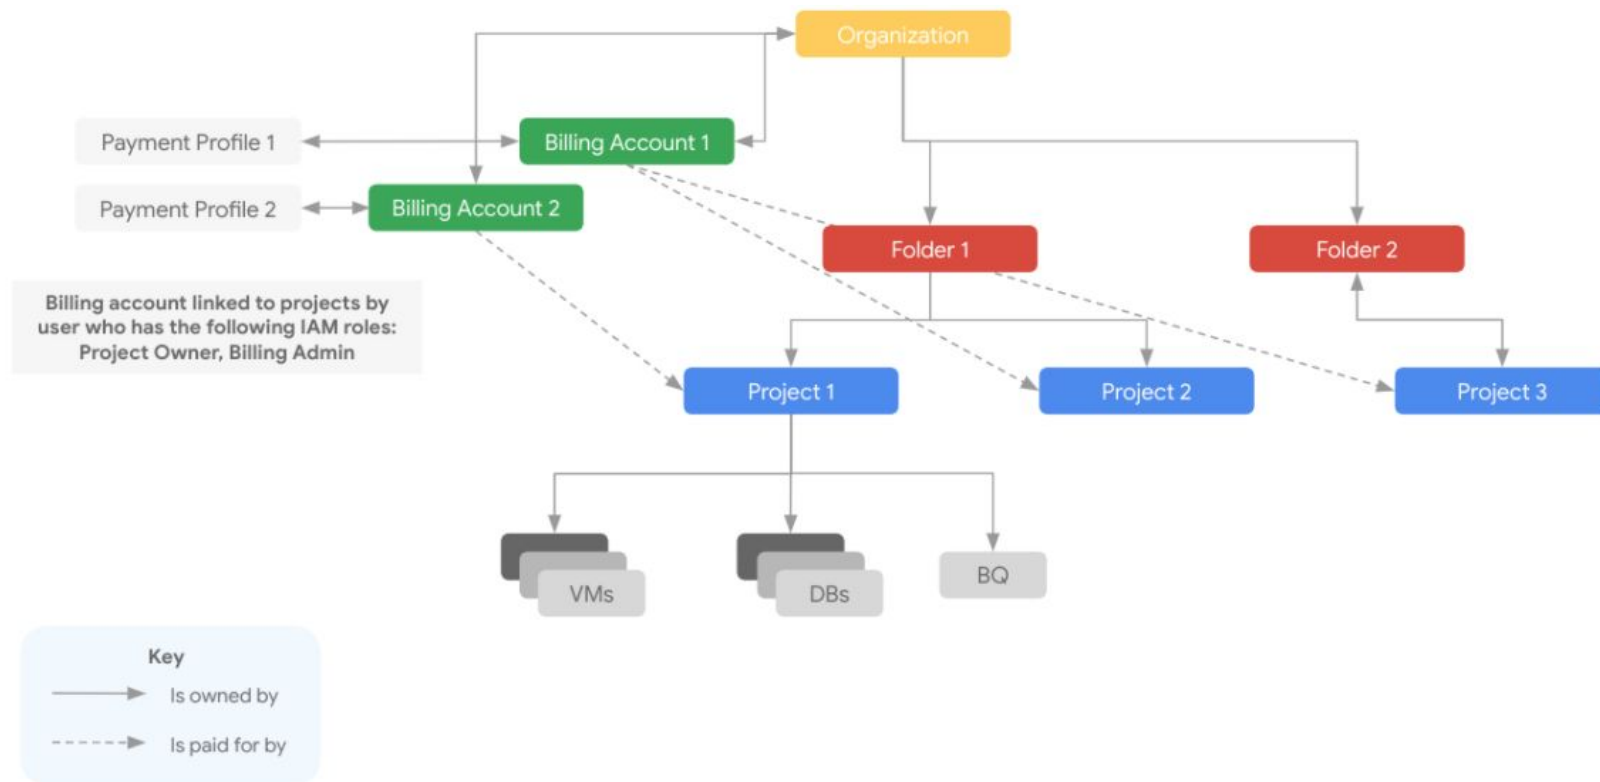 Organization
Payment Profile 1
Billing Account 1
Payment Profile 2
Billing Account 2
Folder 1
Folder 2
Billing account linked to projects by
user who has the following IAM roles:
Project Owner, Billing Admin
Project 1
Project 2
Project 3
VMs
DBs
BQ
Key
Is owned by
Is paid for by